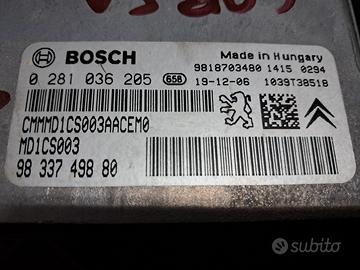 BOSCH
Made in Hungary
9818703480 1415 0294
0 281 036 205 658 19-12-06 1039T38518
CMMMD1CS003AACEM0
MD1CS003
98 337 498 80
subito